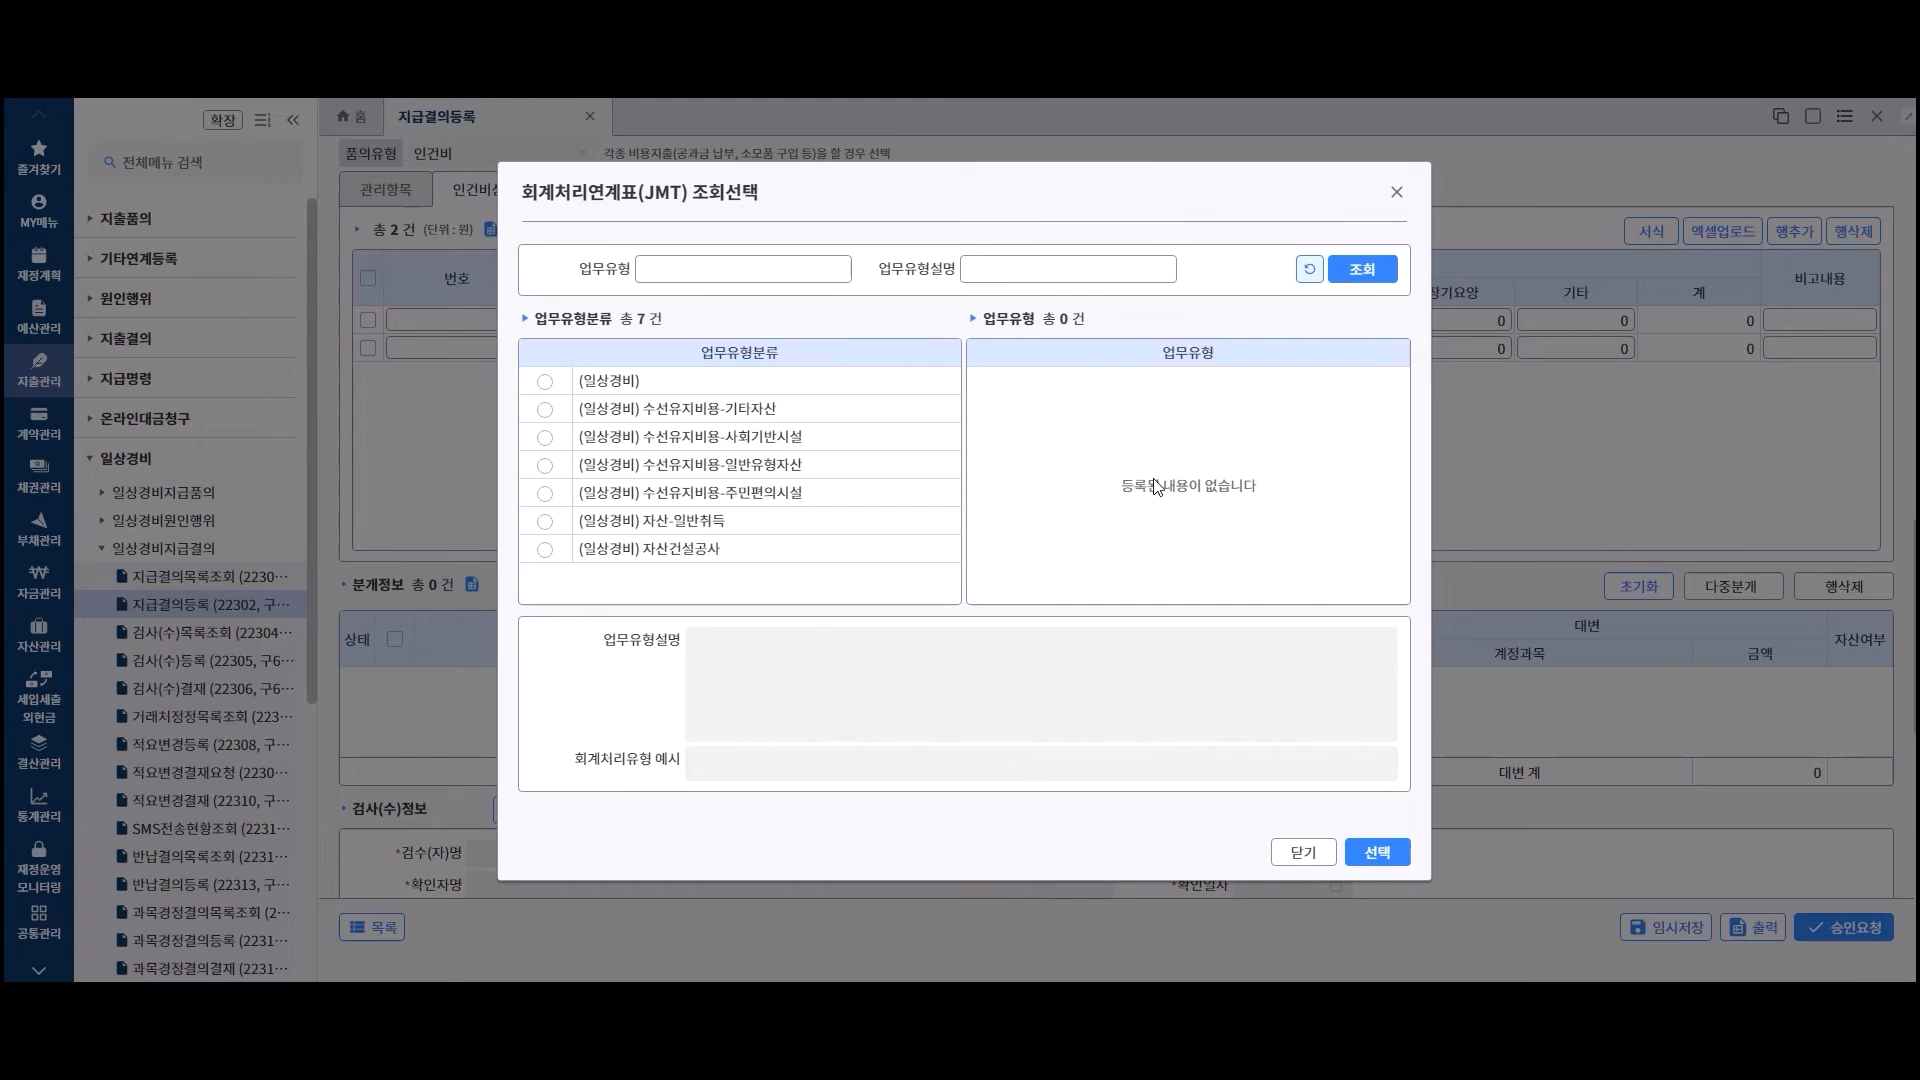 즐겨찾기
MY메뉴
재정계획
예산관리
지출관리
계약관리
채권관리
부채관리
자금관리
자산관리
세입세출
외현금
결산관리
통계관리
재정운영
모니터링
공통관리
확장
전체메뉴 검색
지출품의
기타연계등록
원인행위
지출결의
지급명령
온라인대금청구
일상경비
일상경비지급품의
일상경비원인행위
일상경비지급결의
지급결의목록조회 (2230···
지급결의등록 (22302, 구···
검사(수)목록조회 (22304···
검사(수)등록 (22305, 구6···
검사(수)결재 (22306, 구6···
거래처정정목록조회 (223···
적요변경등록 (22308, 구···
적요변경결재요청 (2230···
적요변경결재 (22310, 구···
SMS전송현황조회 (2231···
반납결의목록조회 (2231···
반납결의등록 (22313, 구···
과목경정결의목록조회 (2···
과목경정결의등록 (2231···
과목경정결의결재 (2231···
홈
지급결의등록
품의유형 인건비 각종 비용지출(공과금 납부, 소모품 구입 등)을 할 경우 선택
관리항목 인건비상
총 2 건 (단위 : 원)
서식 엑셀업로드 행추가 행삭제
번호
장기요양 기타 계 비고내용
0 0 0
0 0 0
분개정보 총 0 건
초기화 다중분개 행삭제
상태
대변
계정과목 금액 자산여부
대변 계 0
검사(수)정보
*검수(자)명
*확인자명
*확인일자
목록
임시저장 출력 승인요청
회계처리연계표(JMT) 조회선택
업무유형 업무유형설명 조회
업무유형분류 총 7 건
업무유형분류
(일상경비)
(일상경비) 수선유지비용-기타자산
(일상경비) 수선유지비용-사회기반시설
(일상경비) 수선유지비용-일반유형자산
(일상경비) 수선유지비용-주민편의시설
(일상경비) 자산-일반취득
(일상경비) 자산건설공사
업무유형 총 0 건
업무유형
등록된 내용이 없습니다
업무유형설명
회계처리유형 예시
닫기 선택